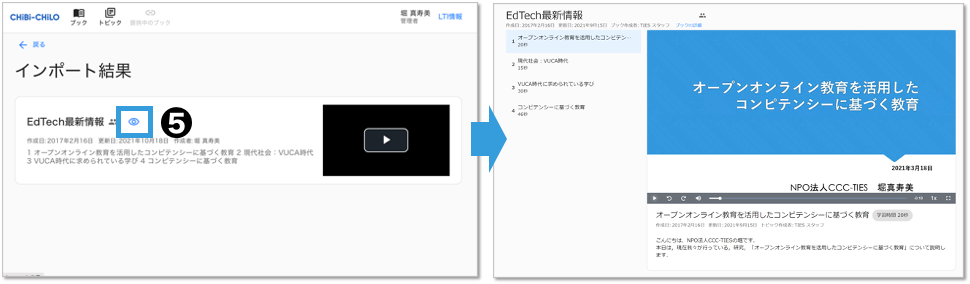 CHiBi-CHiLO
ブック
トピック
提供中のブック
堀 真寿美
管理者
LTI情報
戻る
インポート結果
EdTech最新情報
5
作成日:2017年2月16日 更新日:2021年10月18日 作成者:堀 真寿美
1 オープンオンライン教育を活用したコンピテンシーに基づく教育 2 現代社会：VUCA時代
3 VUCA時代に求められている学び 4 コンピテンシーに基づく教育
EdTech最新情報
作成日:2017年2月16日 更新日:2021年9月15日 ブック作成者:TIES スタッフ ブックの詳細
1 オープンオンライン教育を活用したコンピテン…
20秒
2 現代社会：VUCA時代
15秒
3 VUCA時代に求められている学び
30秒
4 コンピテンシーに基づく教育
46秒
オープンオンライン教育を活用した
コンピテンシーに基づく教育
2021年3月18日
NPO法人CCC-TIES 堀真寿美
1x
オープンオンライン教育を活用したコンピテンシーに基づく教育 学習時間 20秒
作成日:2017年2月16日 更新日:2021年9月15日 トピック作成者:TIES スタッフ
こんにちは、NPO法人CCC-TIESの堀です。
本日は、現在我々が行っている、研究、「オープンオンライン教育を活用したコンピテンシーに基づく教育」について説明し
ます。